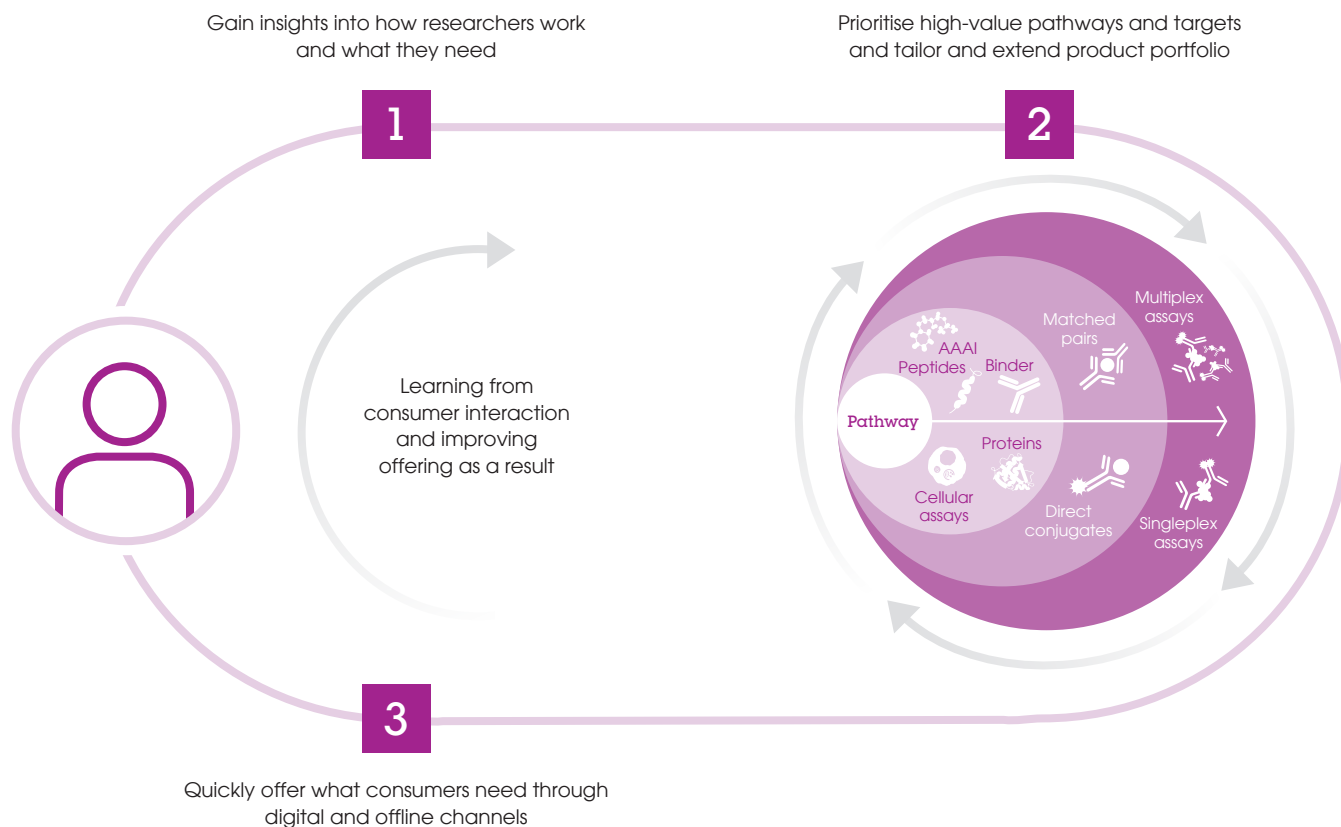 Gain insights into how researchers work
and what they need
Prioritise high-value pathways and targets
and tailor and extend product portfolio
1
2
Learning from
consumer interaction
and improving
offering as a result
Pathway
AAAI
Peptides
Binder
Cellular
assays
Proteins
Matched
pairs
Direct
conjugates
Multiplex
assays
Singleplex
assays
3
Quickly offer what consumers need through
digital and offline channels